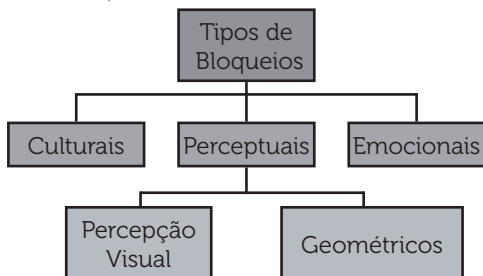 Tipos de
Bloqueios
Culturais
Perceptuais
Emocionais
Percepção
Visual
Geométricos